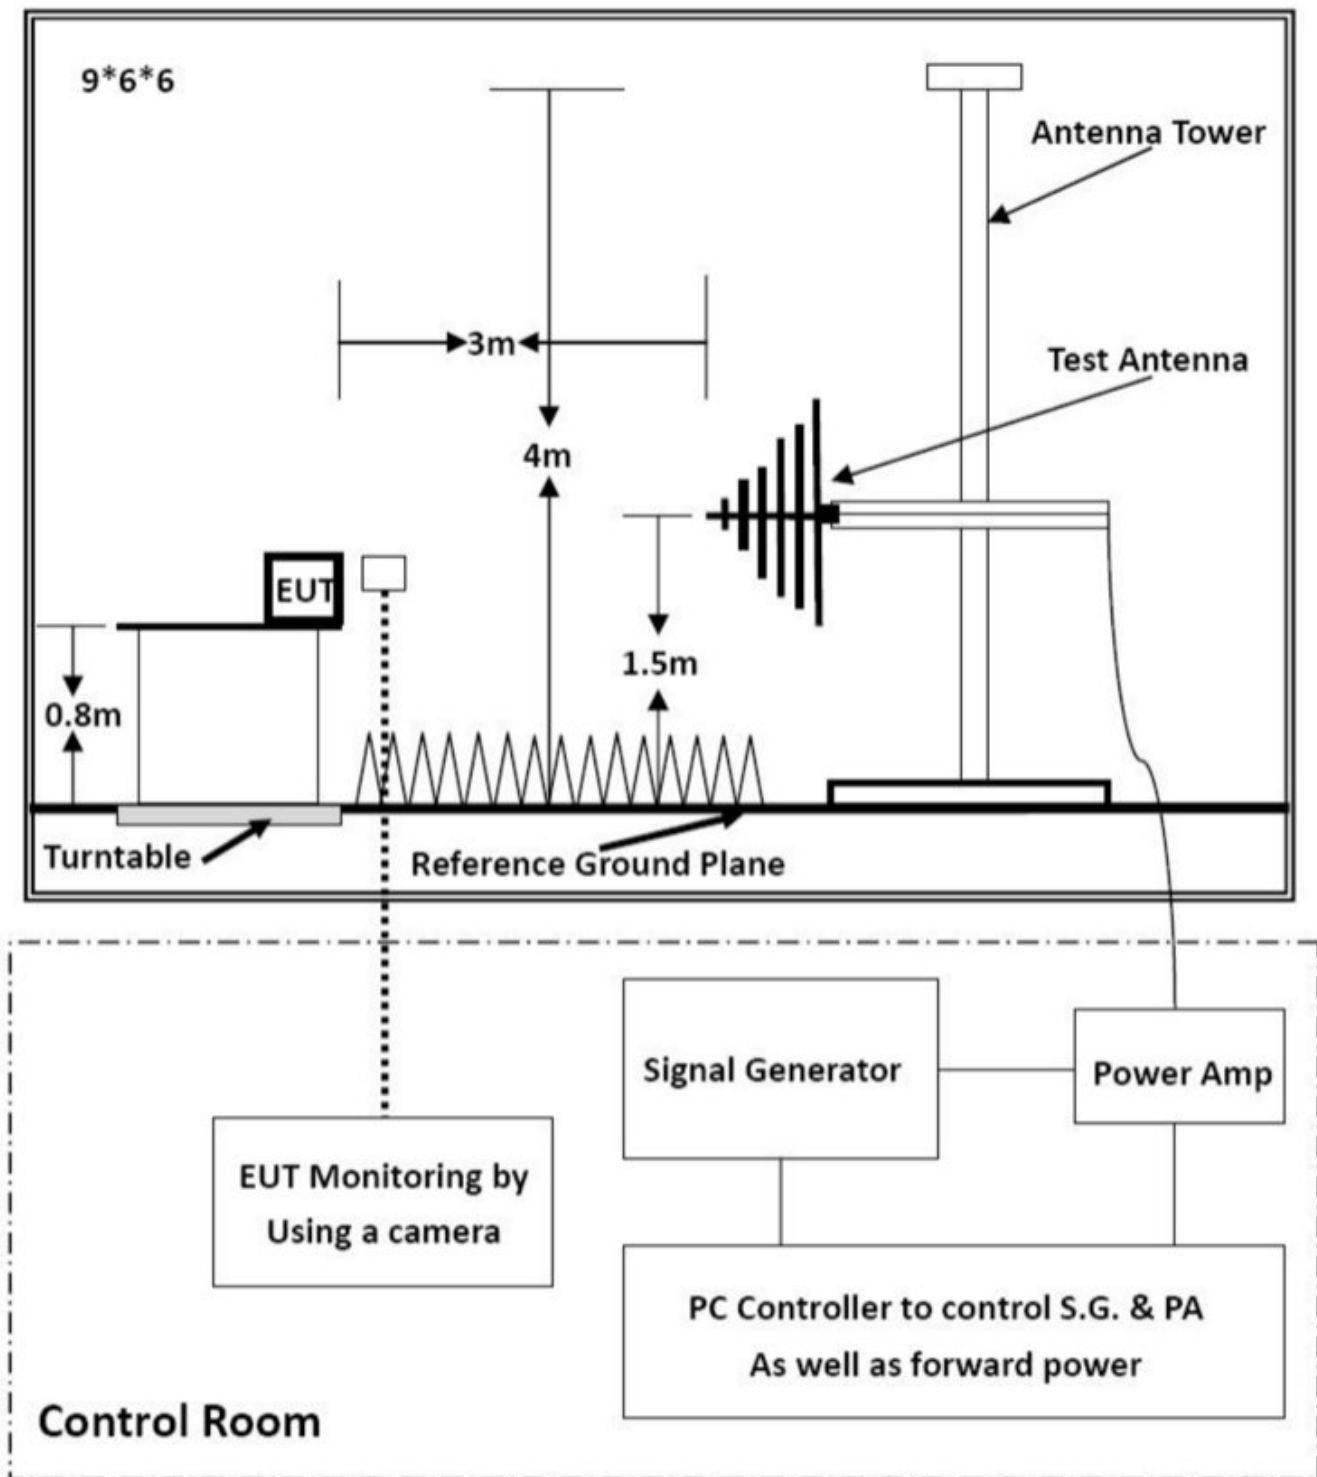 9*6*6
Antenna Tower
3m
Test Antenna
4m
EUT
1.5m
0.8m
Turntable
Reference Ground Plane
Signal Generator
Power Amp
EUT Monitoring by
Using a camera
PC Controller to control S.G. & PA
As well as forward power
Control Room